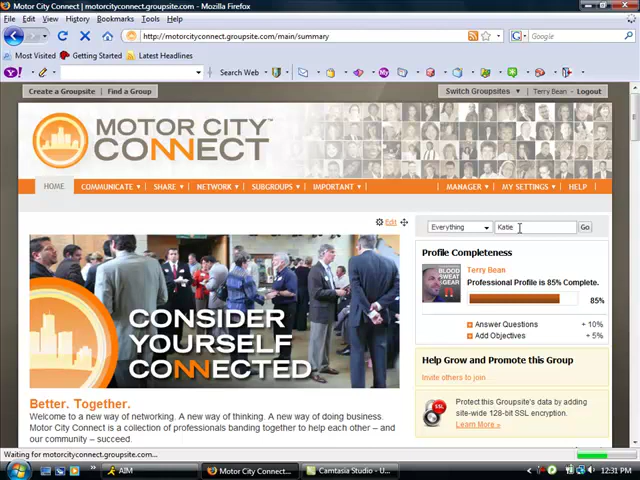 Motor City Connect | motorcityconnect.groupsite.com - Mozilla Firefox
File Edit View History Bookmarks Tools Help
http://motorcityconnect.groupsite.com/main/summary
Google
Most Visited Getting Started Latest Headlines
Search Web
Create a Groupsite Find a Group Switch Groupsites Terry Bean Logout
MOTOR CITY
CONNECT
HOME COMMUNICATE SHARE NETWORK SUBGROUPS IMPORTANT MANAGER MY SETTINGS HELP
Edit
Everything Katie Go
Profile Completeness
Terry Bean
Professional Profile is 85% Complete.
85%
BLOOD
SWEAT
GEAR
Answer Questions + 10%
Add Objectives + 5%
CONSIDER
YOURSELF
CONNECTED
Help Grow and Promote this Group
Invite others to join
SSL
Protect this Groupsite's data by adding
site-wide 128-bit SSL encryption.
Learn More »
Better. Together.
Welcome to a new way of networking. A new way of thinking. A new way of doing business.
Motor City Connect is a collection of professionals banding together to help each other – and
our community – succeed.
Waiting for motorcityconnect.groupsite.com...
AIM
Motor City Connect...
Camtasia Studio - U...
12:31 PM